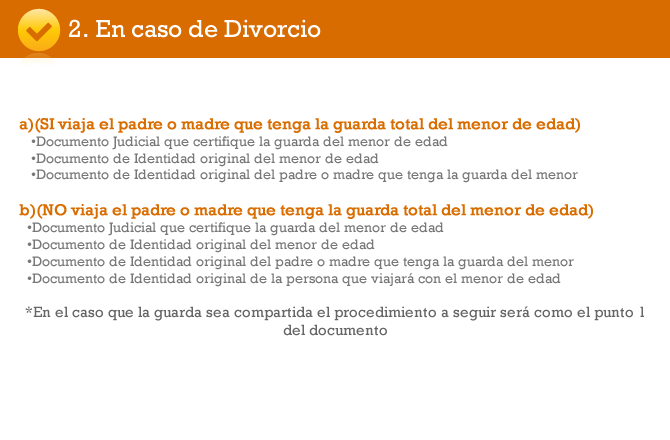 2. En caso de Divorcio
a)(SI viaja el padre o madre que tenga la guarda total del menor de edad)
•Documento Judicial que certifique la guarda del menor de edad
•Documento de Identidad original del menor de edad
•Documento de Identidad original del padre o madre que tenga la guarda del menor
b)(NO viaja el padre o madre que tenga la guarda total del menor de edad)
•Documento Judicial que certifique la guarda del menor de edad
•Documento de Identidad original del menor de edad
•Documento de Identidad original del padre o madre que tenga la guarda del menor
•Documento de Identidad original de la persona que viajará con el menor de edad
*En el caso que la guarda sea compartida el procedimiento a seguir será como el punto 1
del documento